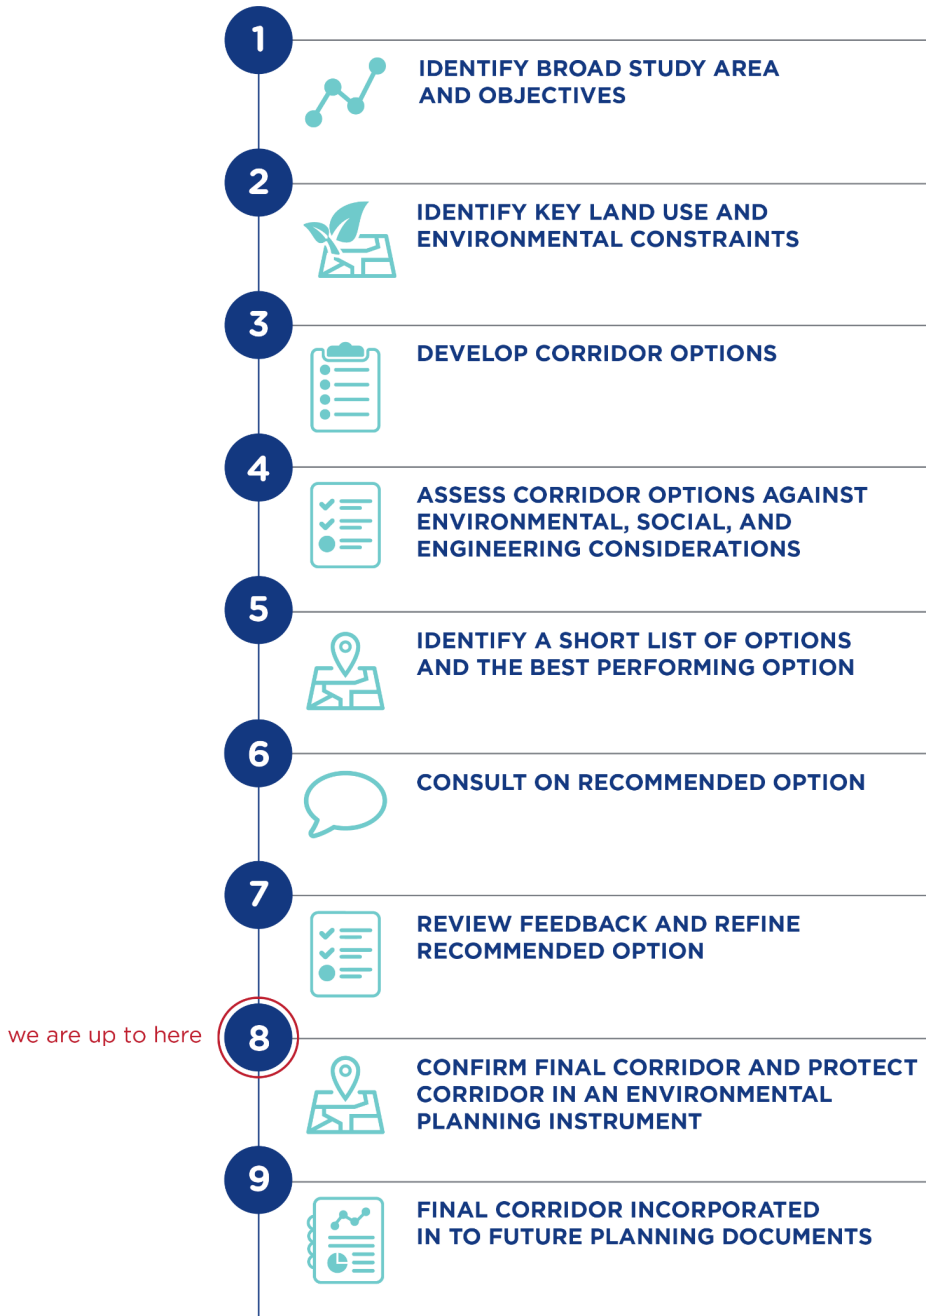 1
IDENTIFY BROAD STUDY AREA
AND OBJECTIVES
2
IDENTIFY KEY LAND USE AND
ENVIRONMENTAL CONSTRAINTS
3
DEVELOP CORRIDOR OPTIONS
4
ASSESS CORRIDOR OPTIONS AGAINST
ENVIRONMENTAL, SOCIAL, AND
ENGINEERING CONSIDERATIONS
5
IDENTIFY A SHORT LIST OF OPTIONS
AND THE BEST PERFORMING OPTION
6
CONSULT ON RECOMMENDED OPTION
7
REVIEW FEEDBACK AND REFINE
RECOMMENDED OPTION
we are up to here
8
CONFIRM FINAL CORRIDOR AND PROTECT
CORRIDOR IN AN ENVIRONMENTAL
PLANNING INSTRUMENT
9
FINAL CORRIDOR INCORPORATED
IN TO FUTURE PLANNING DOCUMENTS